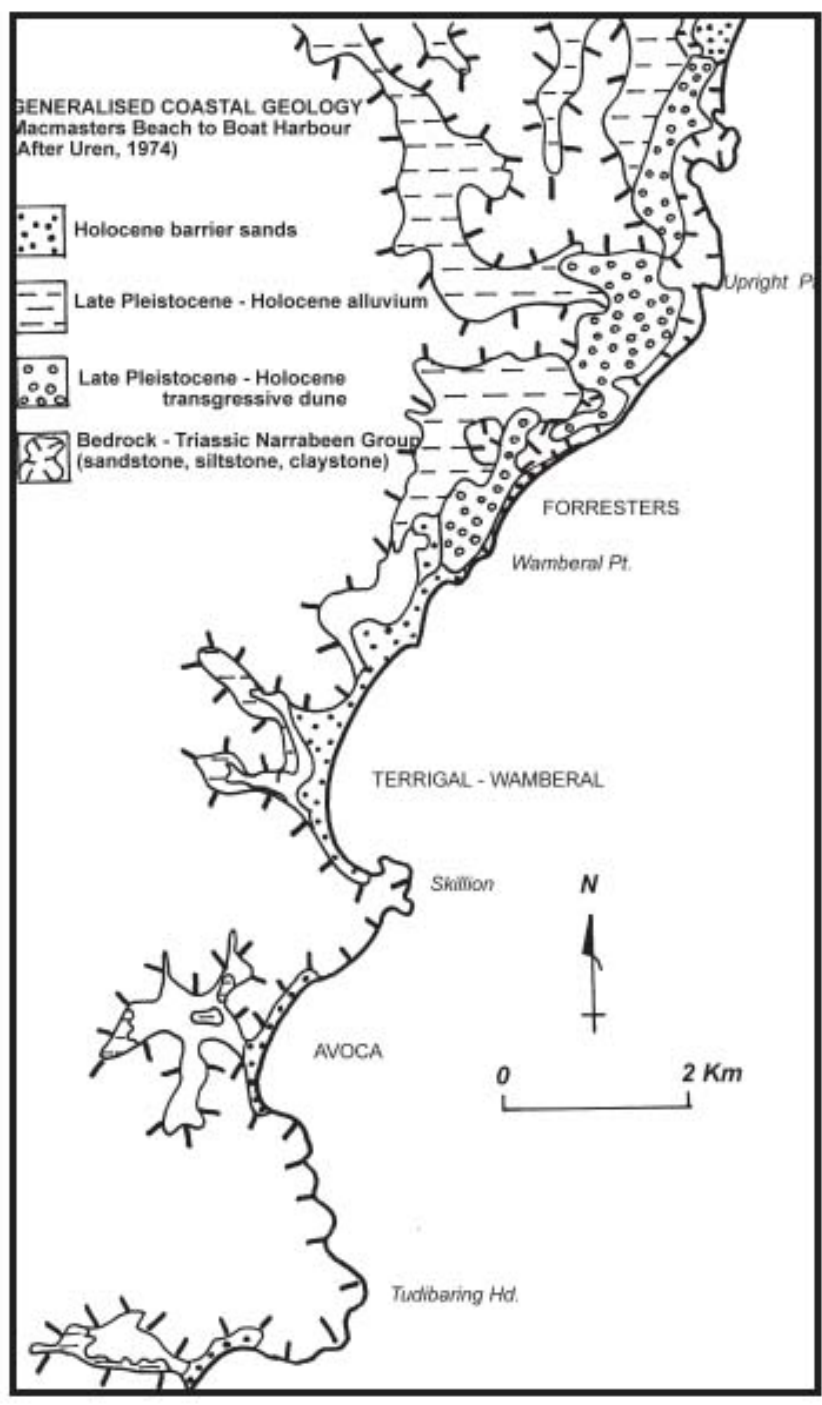 GENERALISED COASTAL GEOLOGY
Macmasters Beach to Boat Harbour
After Uren, 1974)
Holocene barrier sands
Late Pleistocene - Holocene alluvium
Late Pleistocene - Holocene
transgressive dune
Bedrock - Triassic Narrabeen Group
(sandstone, siltstone, claystone)
Upright P
FORRESTERS
Wamberal Pt.
TERRIGAL - WAMBERAL
Skillion
N
AVOCA
0 2 Km
Tudibaring Hd.